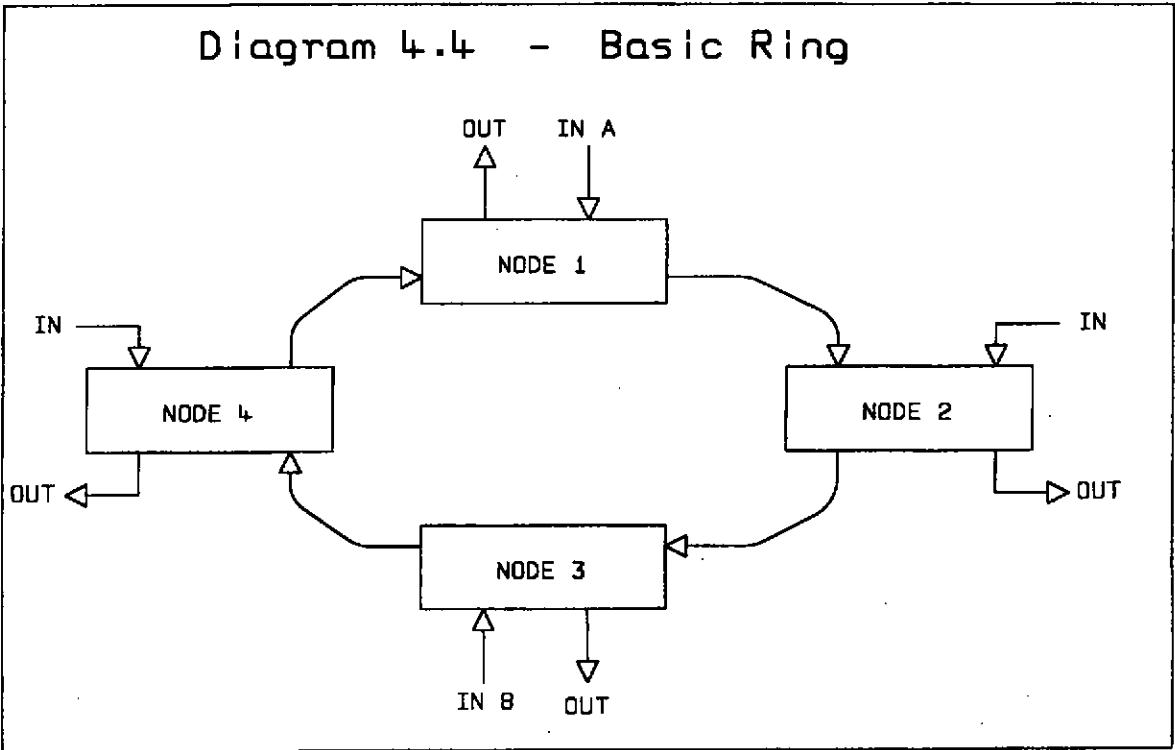 Diagram 4.4 - Basic Ring
OUT IN A
NODE 1
IN
IN
NODE 4
NODE 2
OUT
OUT
NODE 3
IN B
OUT